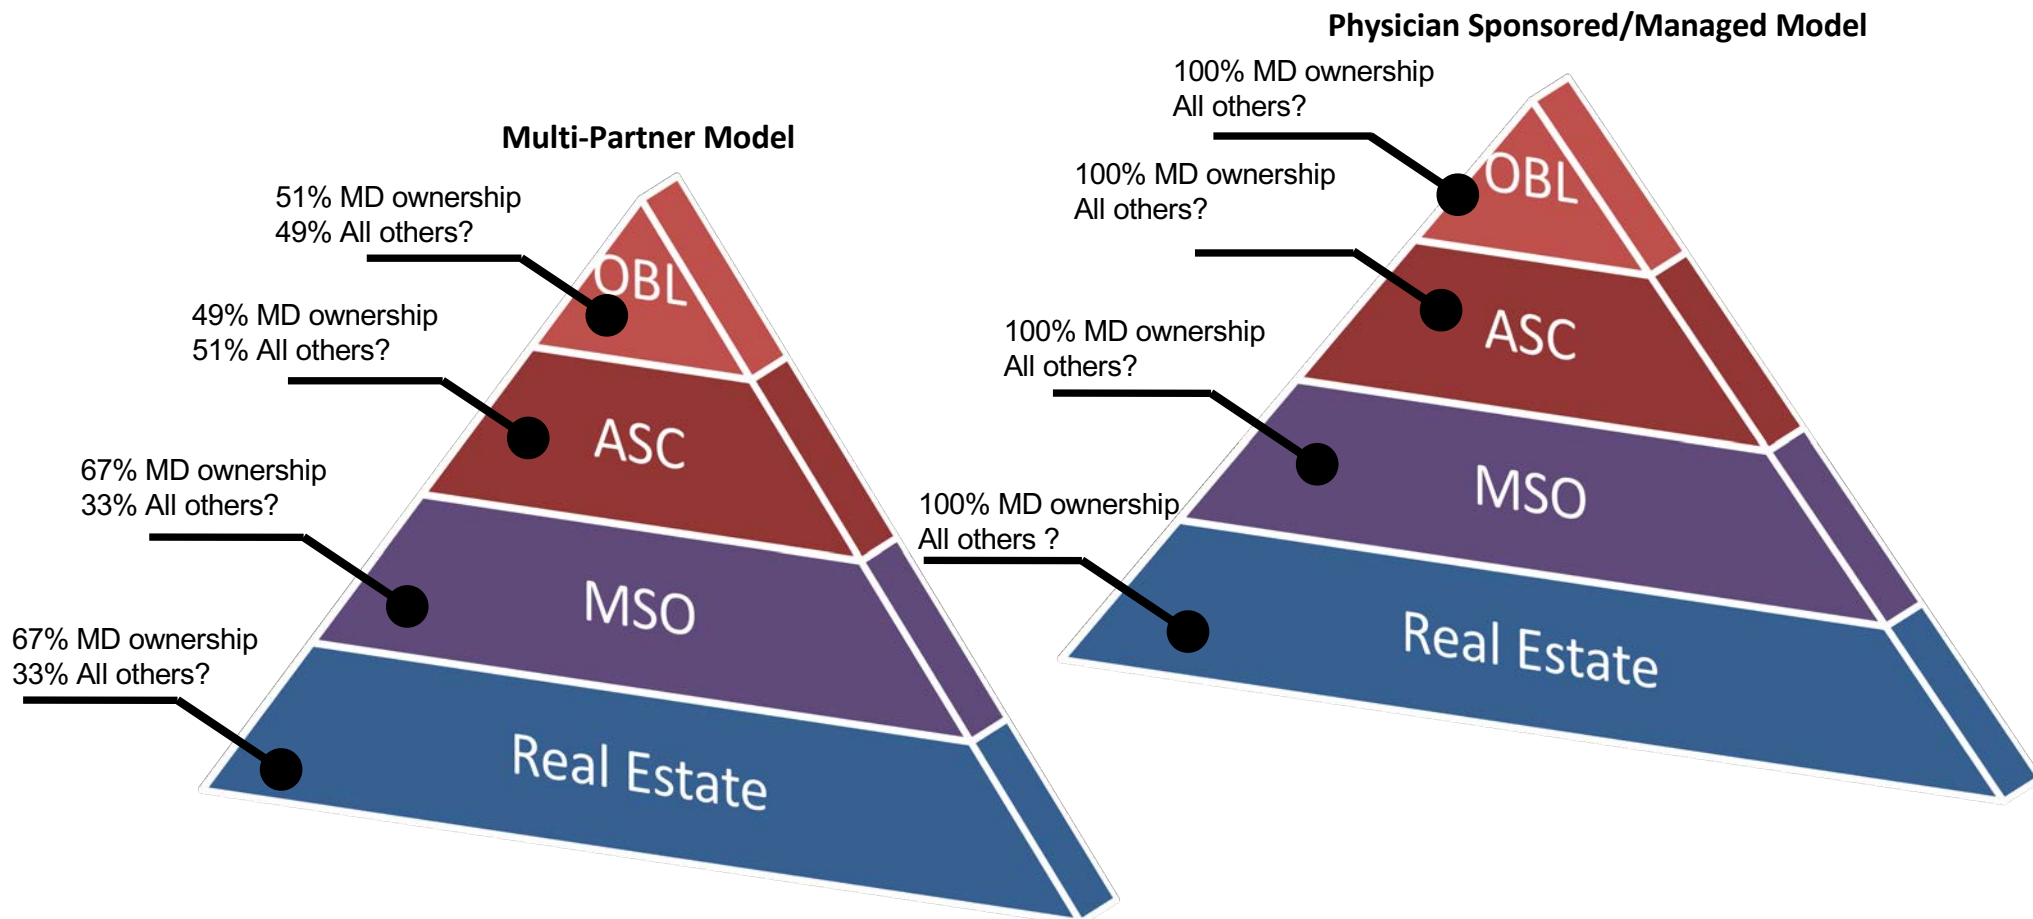 Multi-Partner Model
51% MD ownership
49% All others?
OBL
49% MD ownership
51% All others?
ASC
67% MD ownership
33% All others?
MSO
67% MD ownership
33% All others?
Real Estate
Physician Sponsored/Managed Model
100% MD ownership
All others?
OBL
100% MD ownership
All others?
ASC
100% MD ownership
All others?
MSO
100% MD ownership
All others ?
Real Estate